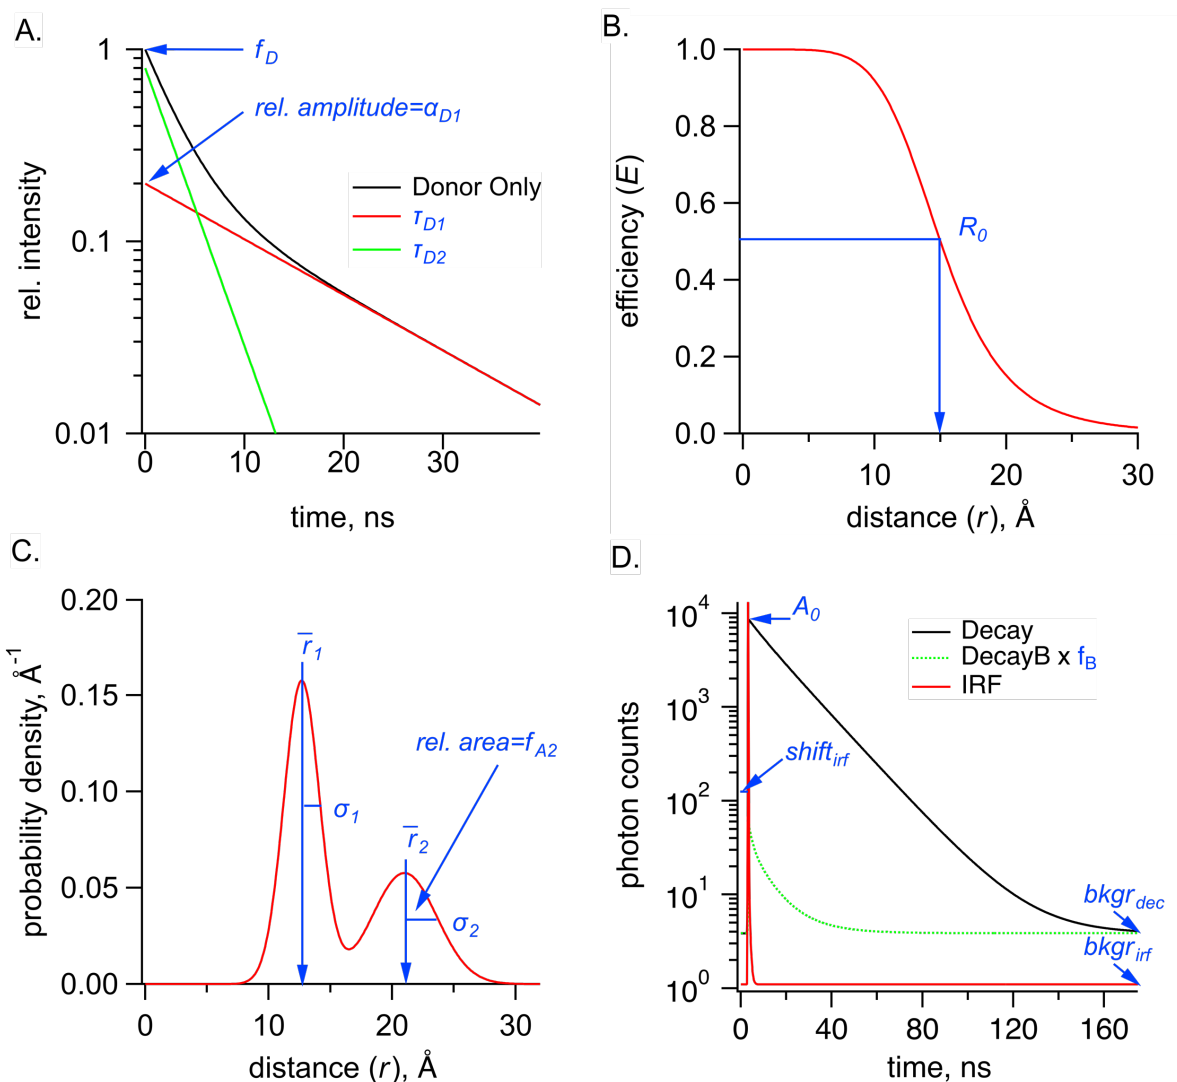 A.
1
0.1
0.01
rel. intensity
f_D
rel. amplitude=α_D1
Donor Only
τ_D1
τ_D2
0
10
20
30
time, ns
B.
1.0
0.8
0.6
0.4
0.2
0.0
efficiency (E)
R_0
0
10
20
30
distance (r), Å
C.
0.20
0.15
0.10
0.05
0.00
probability density, Å^-1
r̅_1
σ_1
rel. area=f_A2
r̅_2
σ_2
0
10
20
30
distance (r), Å
D.
10^4
10^3
10^2
10^1
10^0
photon counts
A_0
Decay
DecayB x f_B
IRF
shift_irf
bkgr_dec
bkgr_irf
0
40
80
120
160
time, ns